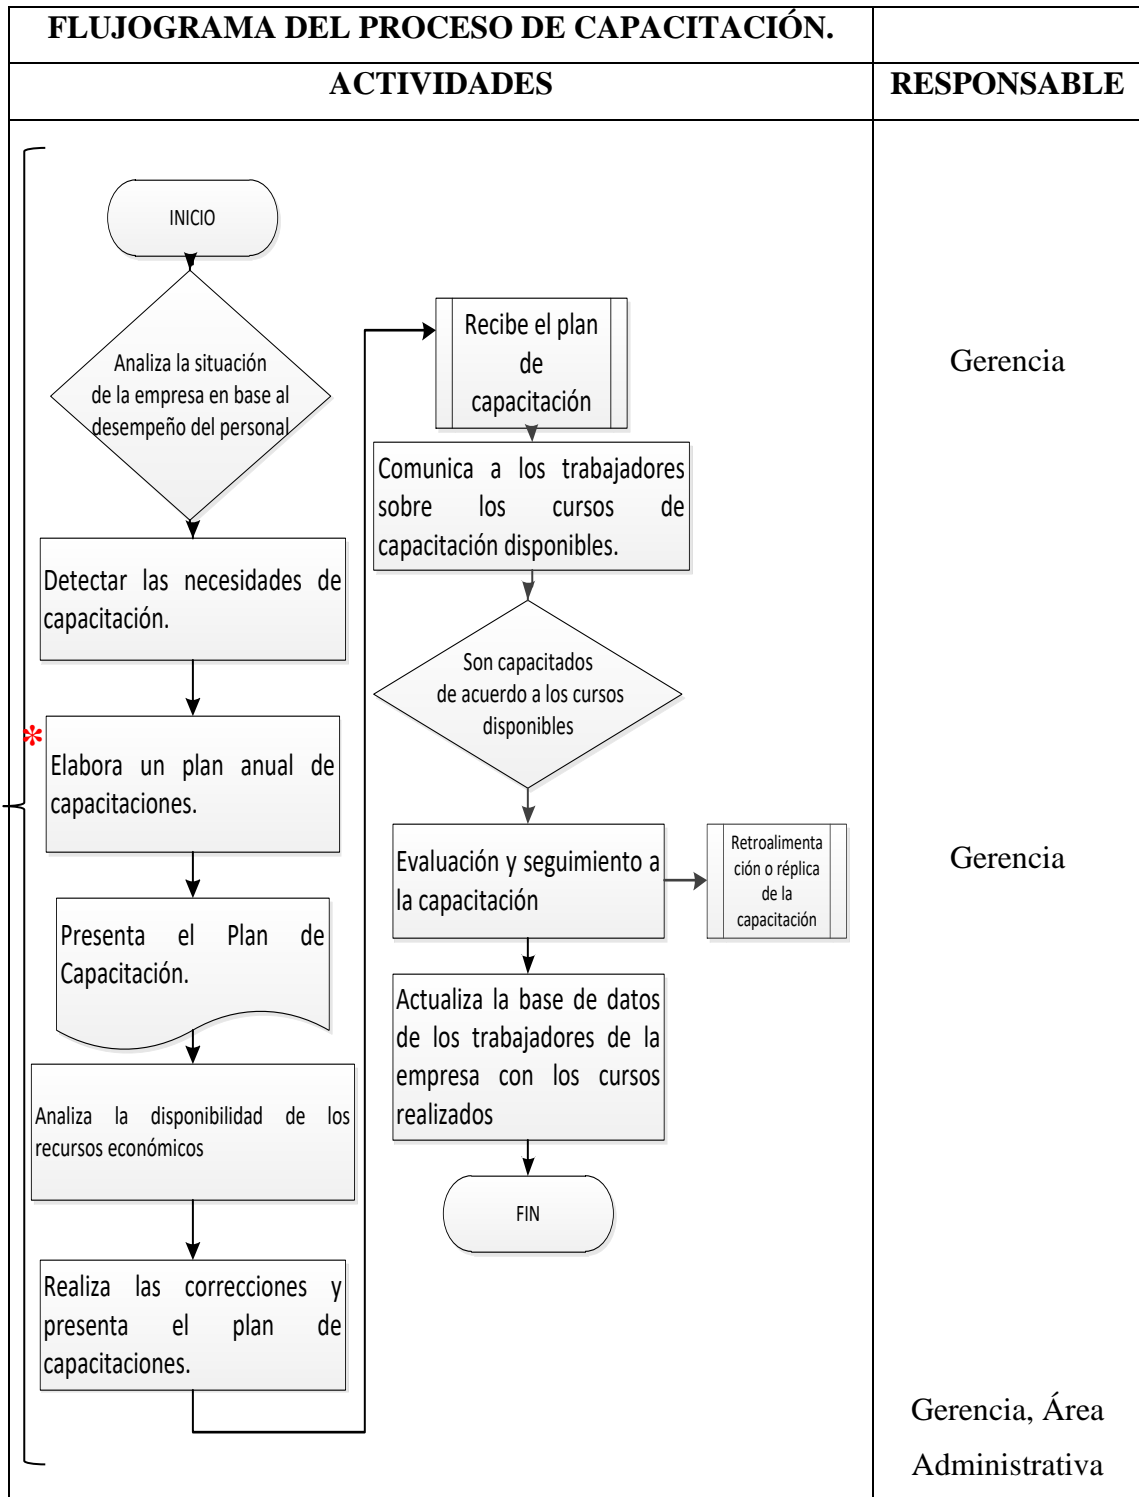 FLUJOGRAMA DEL PROCESO DE CAPACITACIÓN.
ACTIVIDADES
RESPONSABLE
INICIO
Analiza la situación
de la empresa en base al
desempeño del personal
Detectar las necesidades de
capacitación.
*
Elabora un plan anual de
capacitaciones.
Presenta el Plan de
Capacitación.
Analiza la disponibilidad de los
recursos económicos
Realiza las correcciones y
presenta el plan de
capacitaciones.
Recibe el plan
de
capacitación
Comunica a los trabajadores
sobre los cursos de
capacitación disponibles.
Son capacitados
de acuerdo a los cursos
disponibles
Evaluación y seguimiento a
la capacitación
Retroalimenta
ción o réplica
de la
capacitación
Actualiza la base de datos
de los trabajadores de la
empresa con los cursos
realizados
FIN
Gerencia
Gerencia
Gerencia, Área
Administrativa